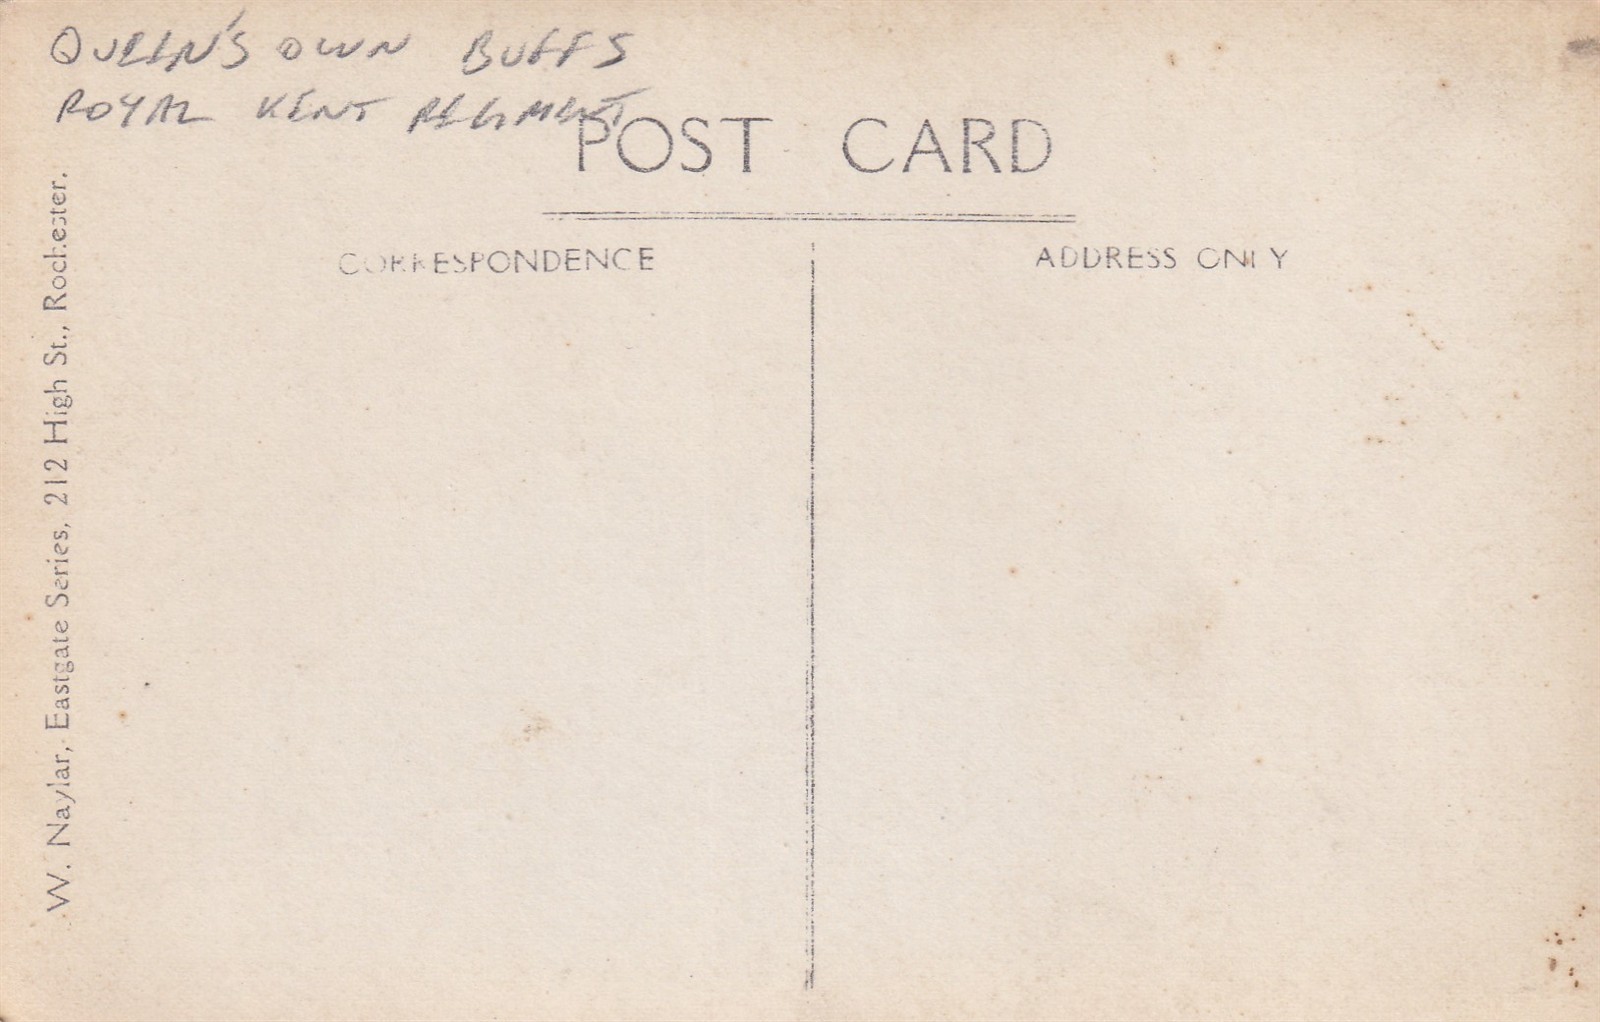 QUEEN'S OWN BUFFS
ROYAL KENT REGIMENT
POST CARD
CORRESPONDENCE
ADDRESS ONLY
W. Naylar, Eastgate Series, 212 High St., Rochester.